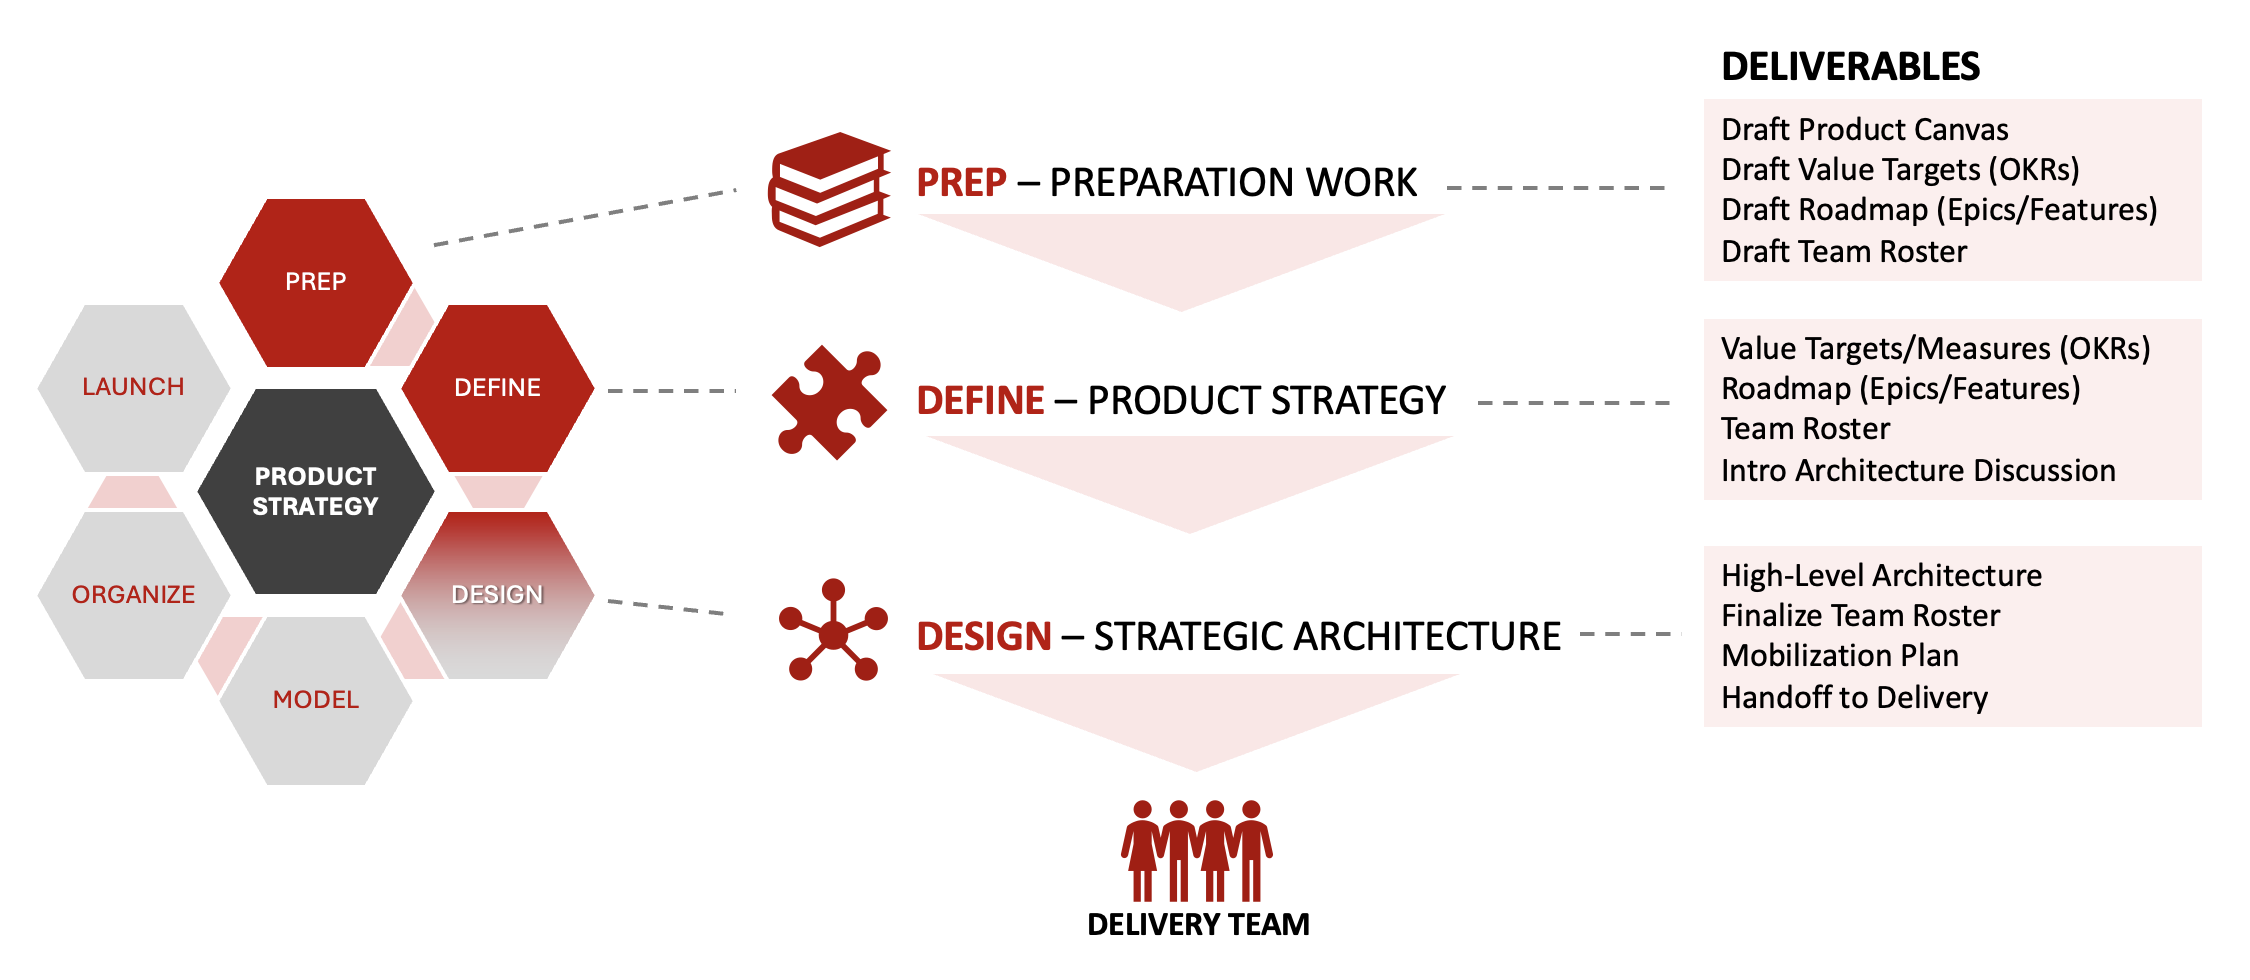 PREP
DEFINE
DESIGN
MODEL
ORGANIZE
LAUNCH
PRODUCT
STRATEGY
PREP – PREPARATION WORK
DEFINE – PRODUCT STRATEGY
DESIGN – STRATEGIC ARCHITECTURE
DELIVERY TEAM
DELIVERABLES
Draft Product Canvas
Draft Value Targets (OKRs)
Draft Roadmap (Epics/Features)
Draft Team Roster
Value Targets/Measures (OKRs)
Roadmap (Epics/Features)
Team Roster
Intro Architecture Discussion
High-Level Architecture
Finalize Team Roster
Mobilization Plan
Handoff to Delivery